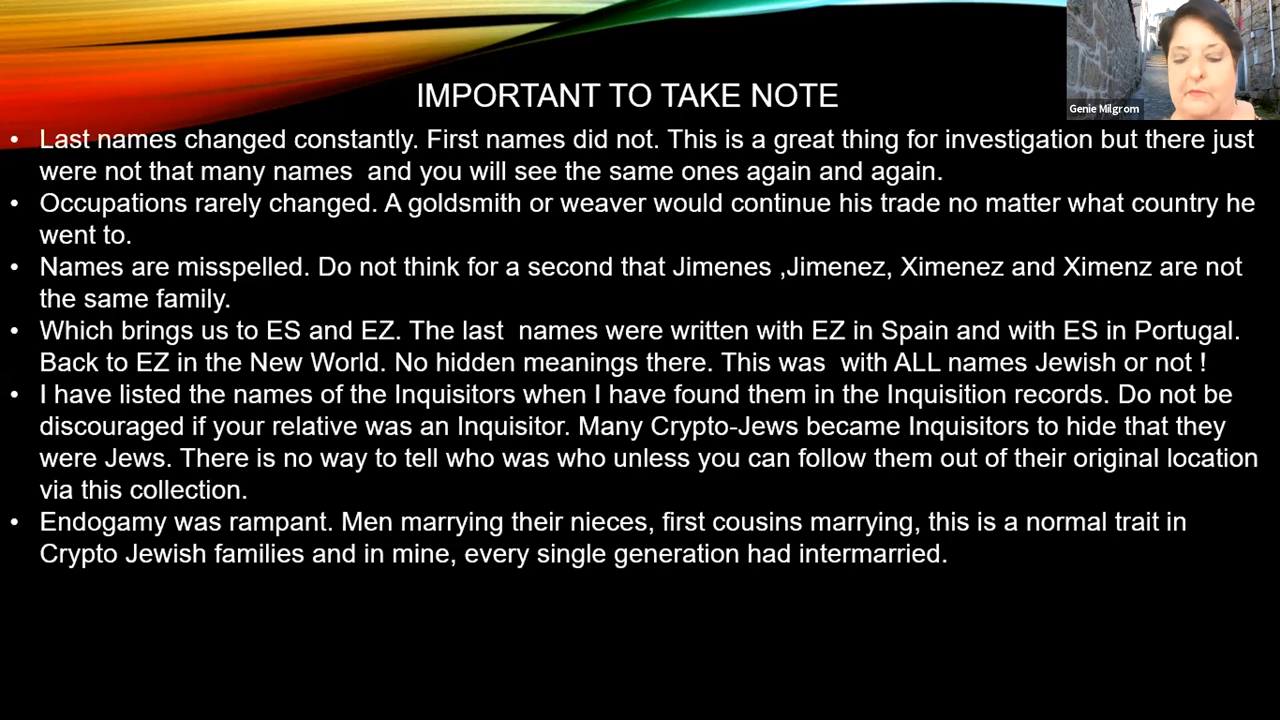 Genie Milgrom
IMPORTANT TO TAKE NOTE
• Last names changed constantly. First names did not. This is a great thing for investigation but there just
were not that many names  and you will see the same ones again and again.
• Occupations rarely changed. A goldsmith or weaver would continue his trade no matter what country he
went to.
• Names are misspelled. Do not think for a second that Jimenes ,Jimenez, Ximenez and Ximenz are not
the same family.
• Which brings us to ES and EZ. The last  names were written with EZ in Spain and with ES in Portugal.
Back to EZ in the New World. No hidden meanings there. This was  with ALL names Jewish or not !
• I have listed the names of the Inquisitors when I have found them in the Inquisition records. Do not be
discouraged if your relative was an Inquisitor. Many Crypto-Jews became Inquisitors to hide that they
were Jews. There is no way to tell who was who unless you can follow them out of their original location
via this collection.
• Endogamy was rampant. Men marrying their nieces, first cousins marrying, this is a normal trait in
Crypto Jewish families and in mine, every single generation had intermarried.